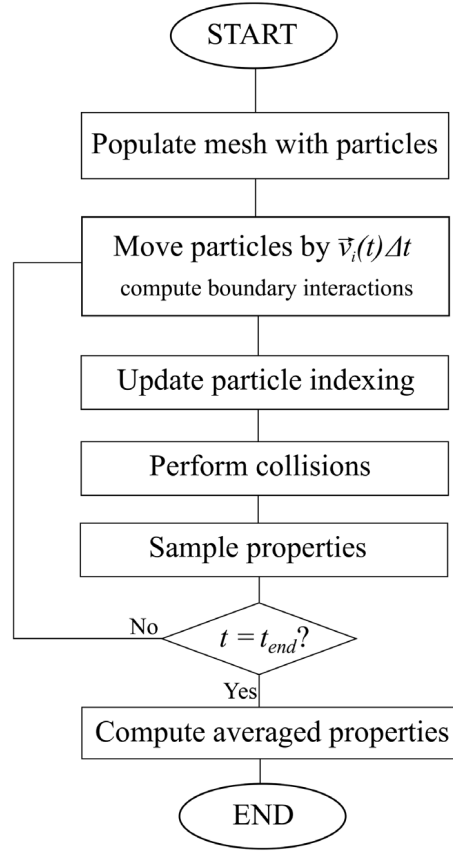 START
Populate mesh with particles
Move particles by v⃗ᵢ(t)Δt
compute boundary interactions
Update particle indexing
Perform collisions
Sample properties
No
t = t_end?
Yes
Compute averaged properties
END